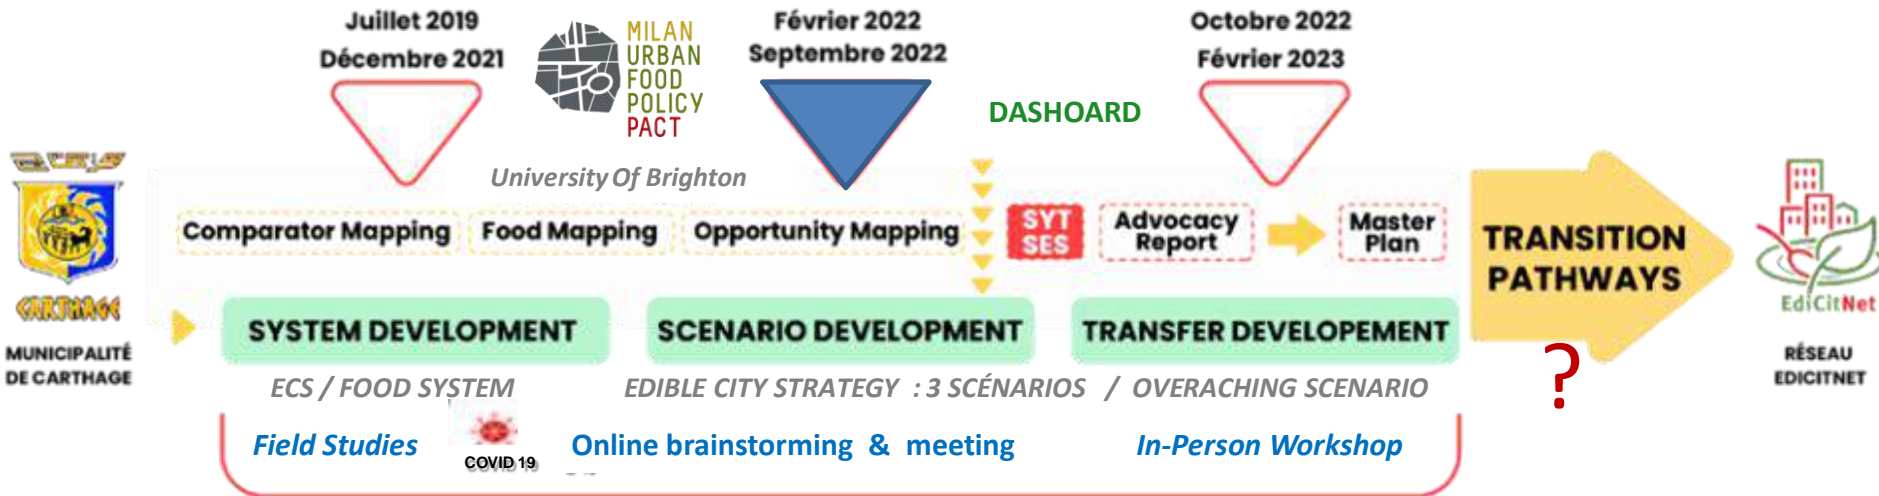 Juillet 2019
Décembre 2021
MILAN
URBAN
FOOD
POLICY
PACT
Février 2022
Septembre 2022
Octobre 2022
Février 2023
DASHOARD
University Of Brighton
Comparator Mapping
Food Mapping
Opportunity Mapping
SYT
SES
Advocacy
Report
Master
Plan
TRANSITION
PATHWAYS
EdiCitNet
CARTHAGE
MUNICIPALITÉ
DE CARTHAGE
SYSTEM DEVELOPMENT
SCENARIO DEVELOPMENT
TRANSFER DEVELOPEMENT
?
RÉSEAU
EDICITNET
ECS / FOOD SYSTEM
EDIBLE CITY STRATEGY : 3 SCÉNARIOS / OVERACHING SCENARIO
Field Studies
COVID 19
Online brainstorming & meeting
In-Person Workshop